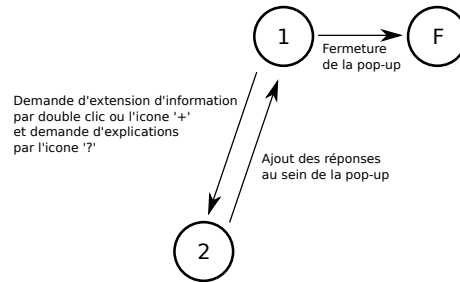 1
F
Fermeture
de la pop-up
Demande d'extension d'information
par double clic ou l'icone '+'
et demande d'explications
par l'icone '?'
Ajout des réponses
au sein de la pop-up
2